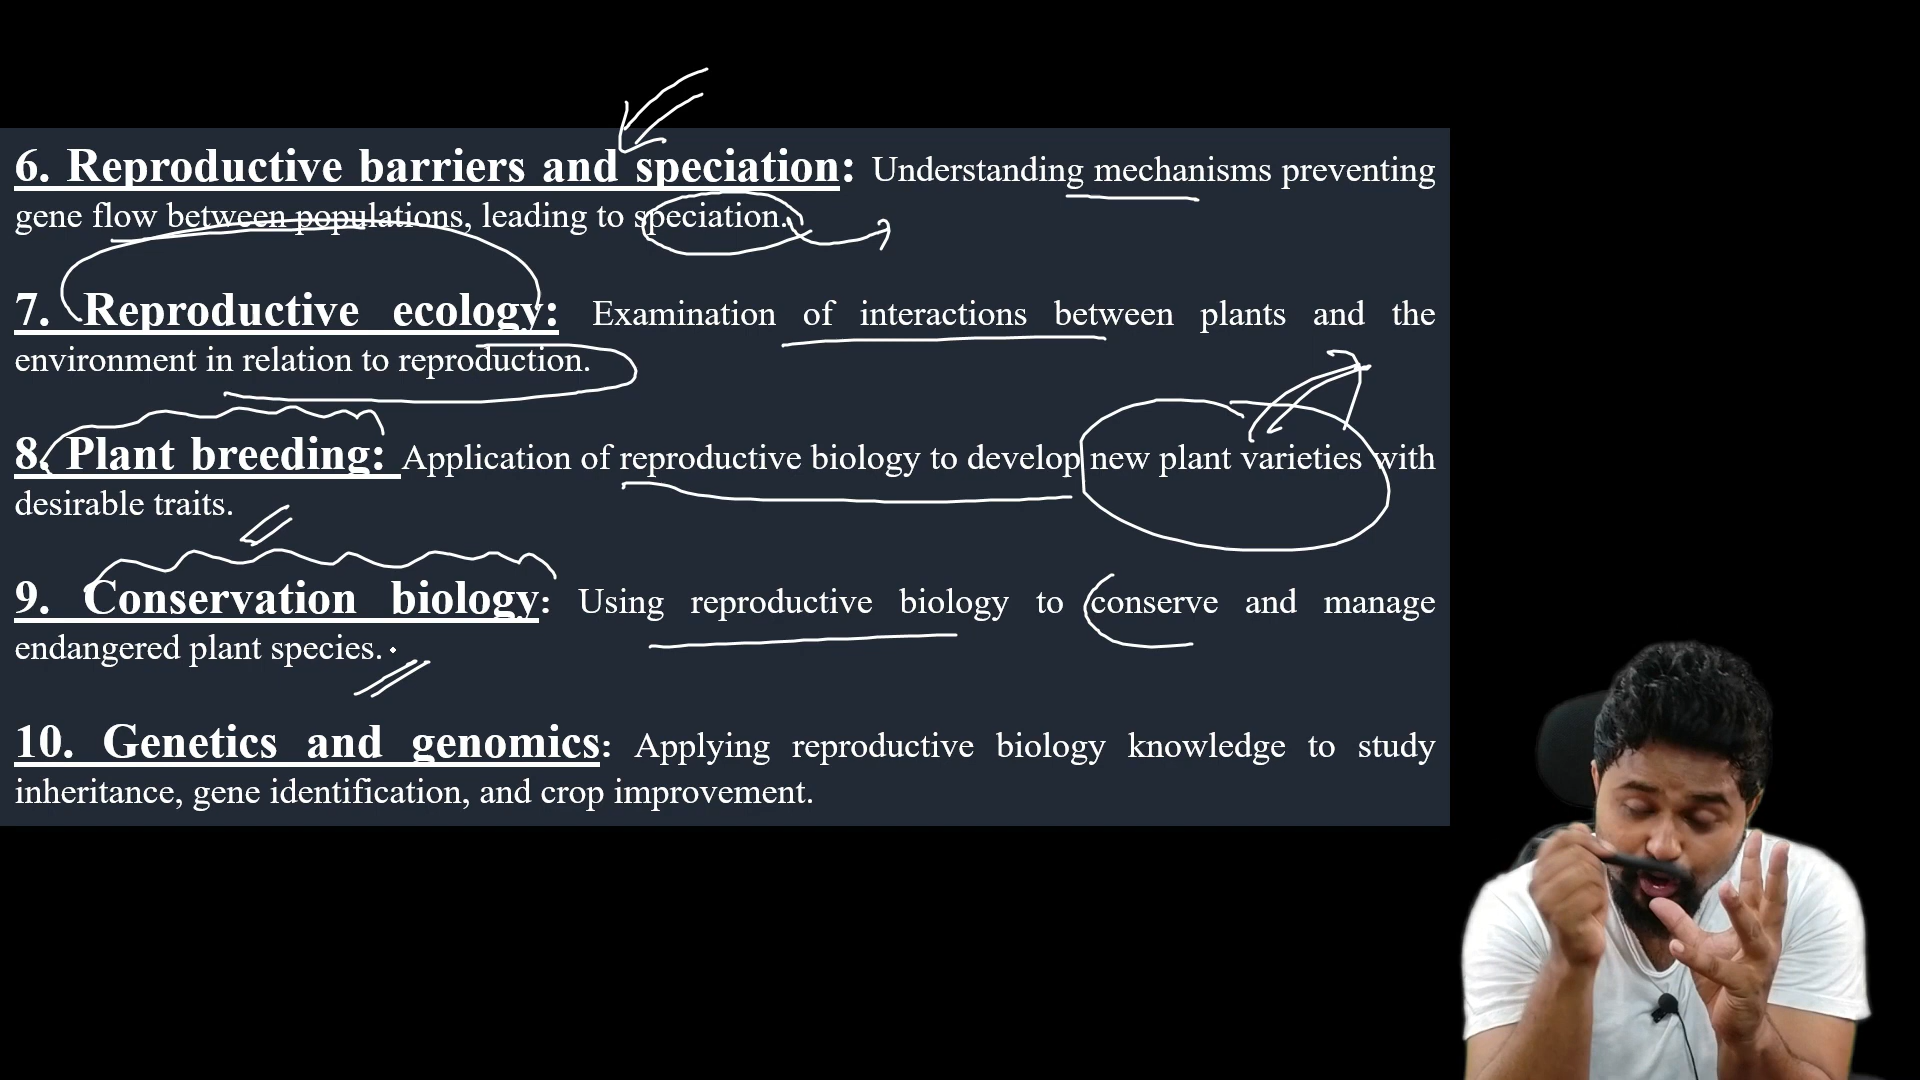 6. Reproductive barriers and speciation: Understanding mechanisms preventing
gene flow between populations, leading to speciation.
7. Reproductive ecology: Examination of interactions between plants and the
environment in relation to reproduction.
8. Plant breeding: Application of reproductive biology to develop new plant varieties with
desirable traits.
9. Conservation biology: Using reproductive biology to conserve and manage
endangered plant species.
10. Genetics and genomics: Applying reproductive biology knowledge to study
inheritance, gene identification, and crop improvement.